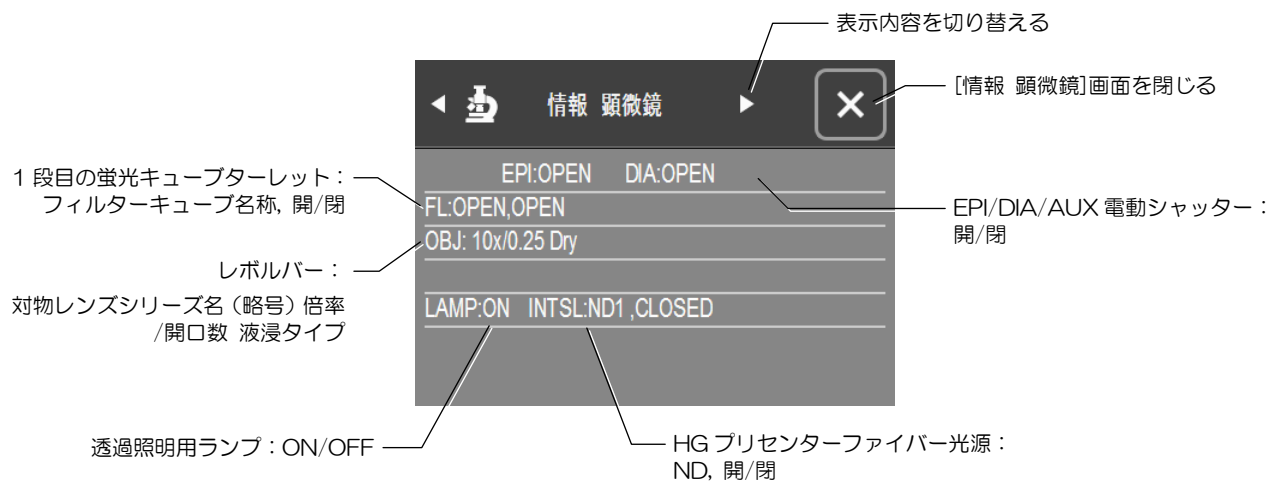 表示内容を切り替える
情報 顕微鏡
[情報 顕微鏡]画面を閉じる
EPI:OPEN DIA:OPEN
1 段目の蛍光キューブターレット：
フィルターキューブ名称, 開/閉
FL:OPEN,OPEN
EPI/DIA/AUX 電動シャッター：
開/閉
OBJ: 10x/0.25 Dry
レボルバー：
対物レンズシリーズ名（略号）倍率
/開口数 液浸タイプ
LAMP:ON INTSL:ND1 ,CLOSED
透過照明用ランプ：ON/OFF
HG プリセンターファイバー光源：
ND, 開/閉